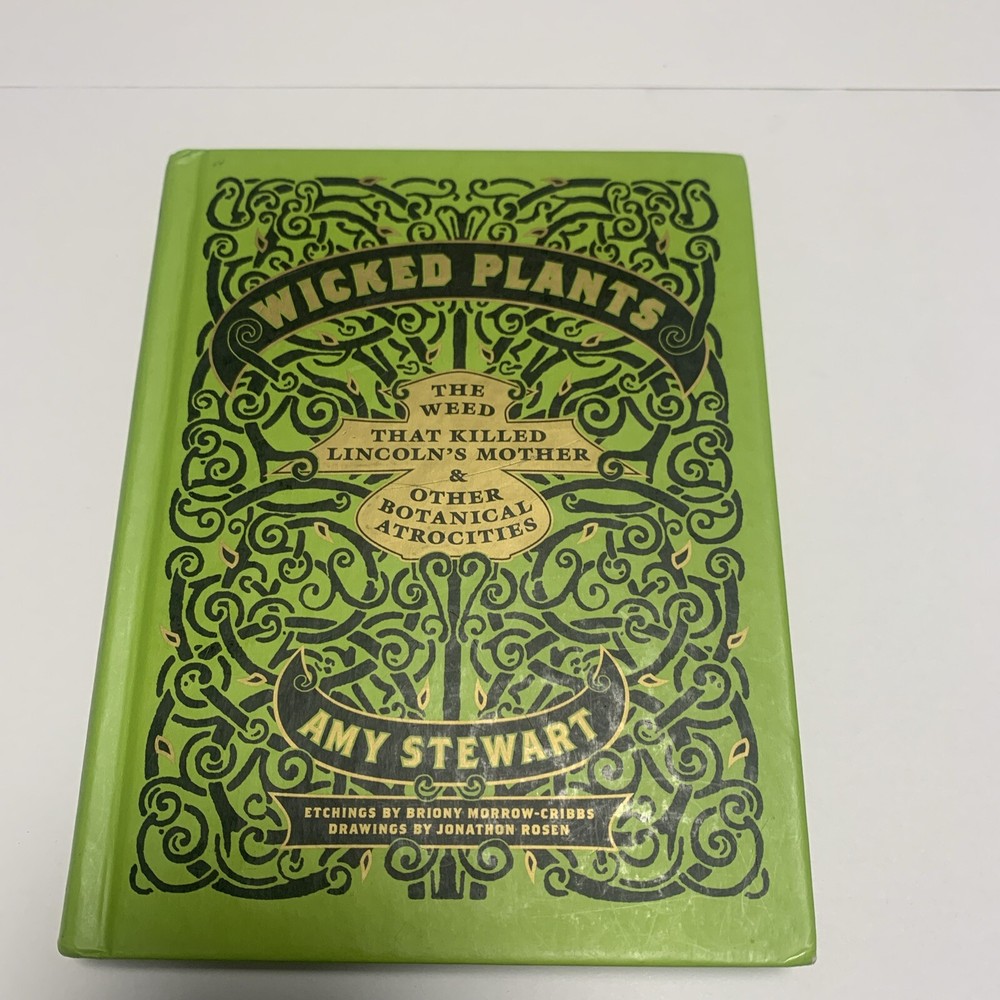 WICKED PLANTS
THE
WEED
THAT KILLED
LINCOLN'S MOTHER
&
OTHER
BOTANICAL
ATROCITIES
AMY STEWART
ETCHINGS BY BRIONY MORROW-CRIBBS
DRAWINGS BY JONATHON ROSEN